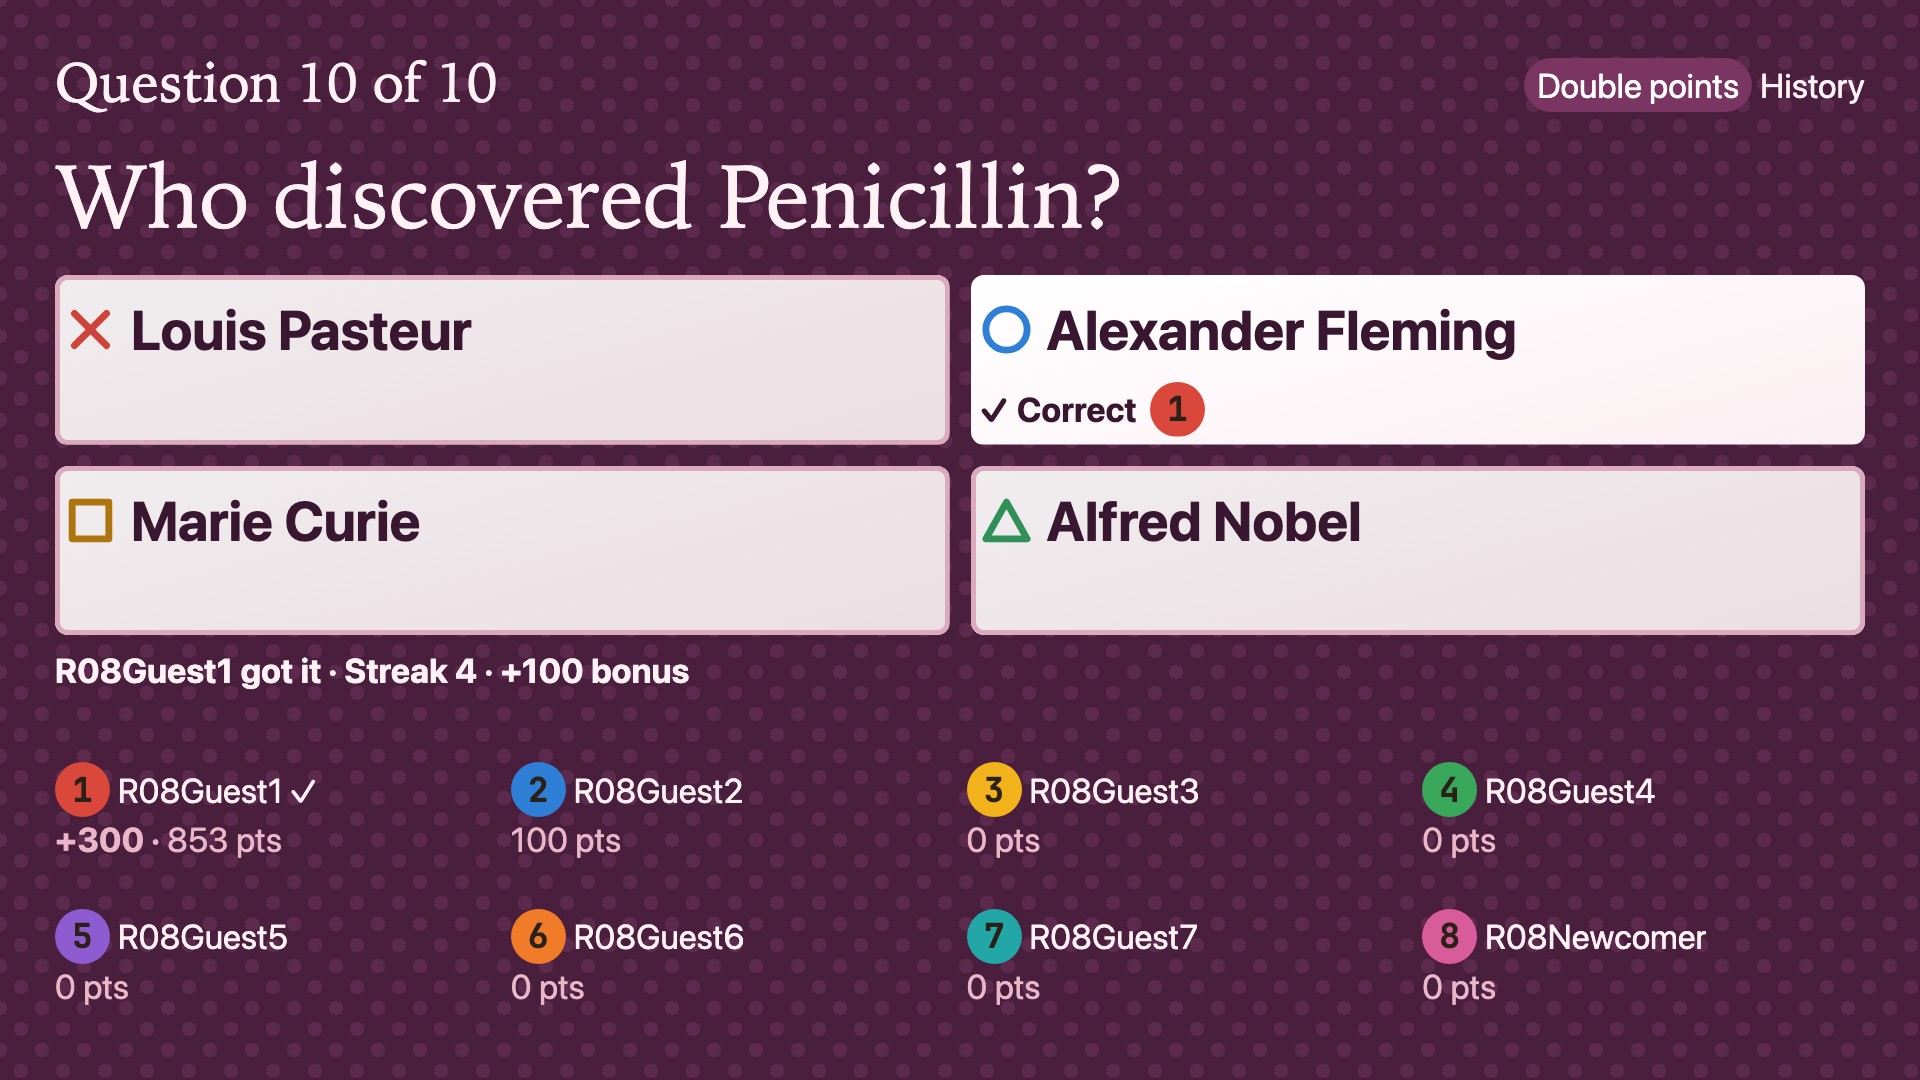 Question 10 of 10
Double points History
Who discovered Penicillin?
Louis Pasteur
Alexander Fleming
✓ Correct 1
Marie Curie
Alfred Nobel
R08Guest1 got it · Streak 4 · +100 bonus
1 R08Guest1 ✓
+300 · 853 pts
2 R08Guest2
100 pts
3 R08Guest3
0 pts
4 R08Guest4
0 pts
5 R08Guest5
0 pts
6 R08Guest6
0 pts
7 R08Guest7
0 pts
8 R08Newcomer
0 pts